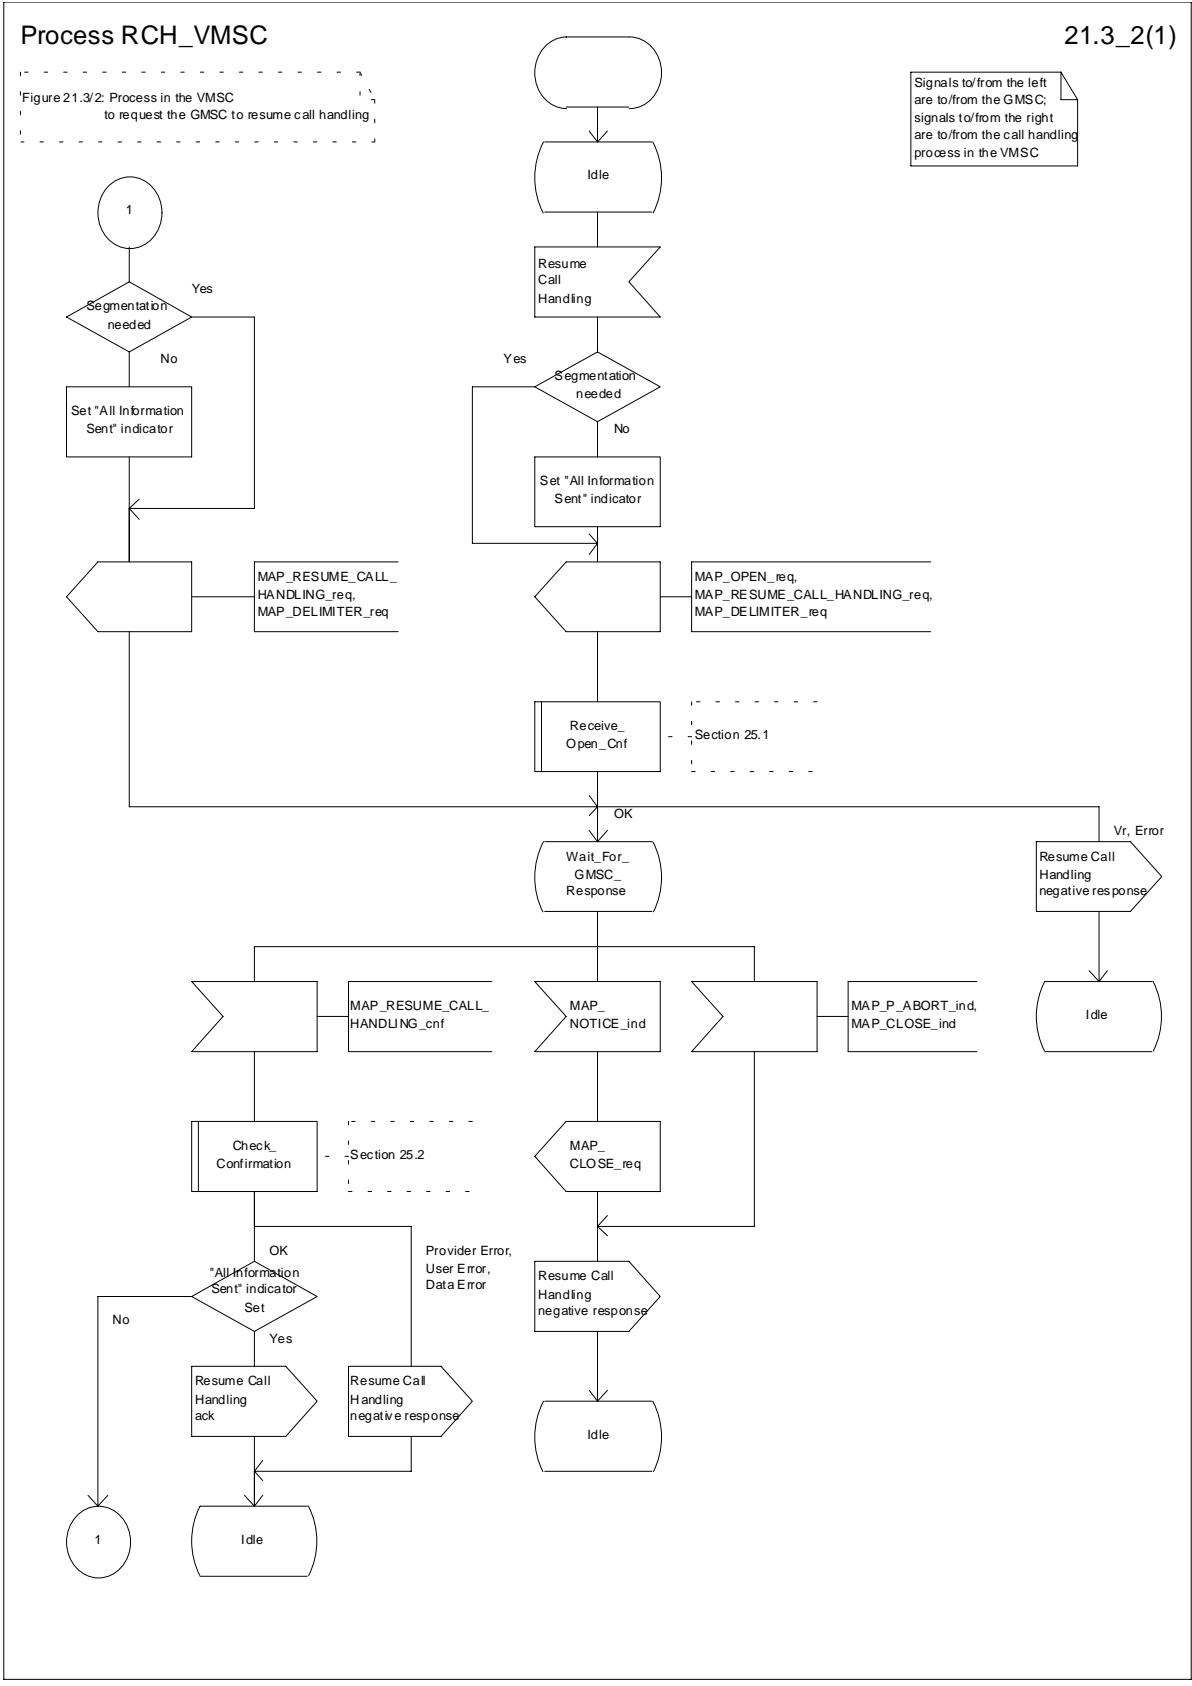 Process RCH_VMSC
21.3_2(1)
Figure 21.3/2: Process in the VMSC
to request the GMSC to resume call handling
Signals to/from the left
are to/from the GMSC;
signals to/from the right
are to/from the call handling
process in the VMSC
Idle
1
Resume
Call
Handling
Segmentation
needed
Yes
No
Segmentation
needed
Yes
No
Set "All Information
Sent" indicator
Set "All Information
Sent" indicator
MAP_RESUME_CALL_
HANDLING_req,
MAP_DELIMITER_req
MAP_OPEN_req,
MAP_RESUME_CALL_HANDLING_req,
MAP_DELIMITER_req
Receive_
Open_Cnf
Section 25.1
OK
Vr, Error
Wait_For_
GMSC_
Response
Resume Call
Handling
negative response
MAP_RESUME_CALL_
HANDLING_cnf
MAP_
NOTICE_ind
MAP_P_ABORT_ind,
MAP_CLOSE_ind
Idle
Check_
Confirmation
Section 25.2
MAP_
CLOSE_req
OK
Provider Error,
User Error,
Data Error
"All Information
Sent" indicator
Set
No
Yes
Resume Call
Handling
negative response
Resume Call
Handling
ack
Resume Call
Handling
negative response
Idle
1
Idle